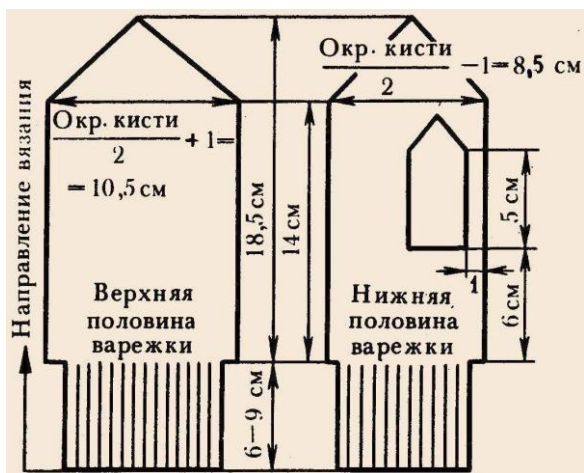 Направление вязания
Окр. кисти
2
+ 1=
= 10,5 см
Верхняя
половина
варежки
18,5 см
14 см
6-9 см
Окр. кисти
2
-1=8,5 см
Нижняя
половина
варежки
5 см
1
6 см